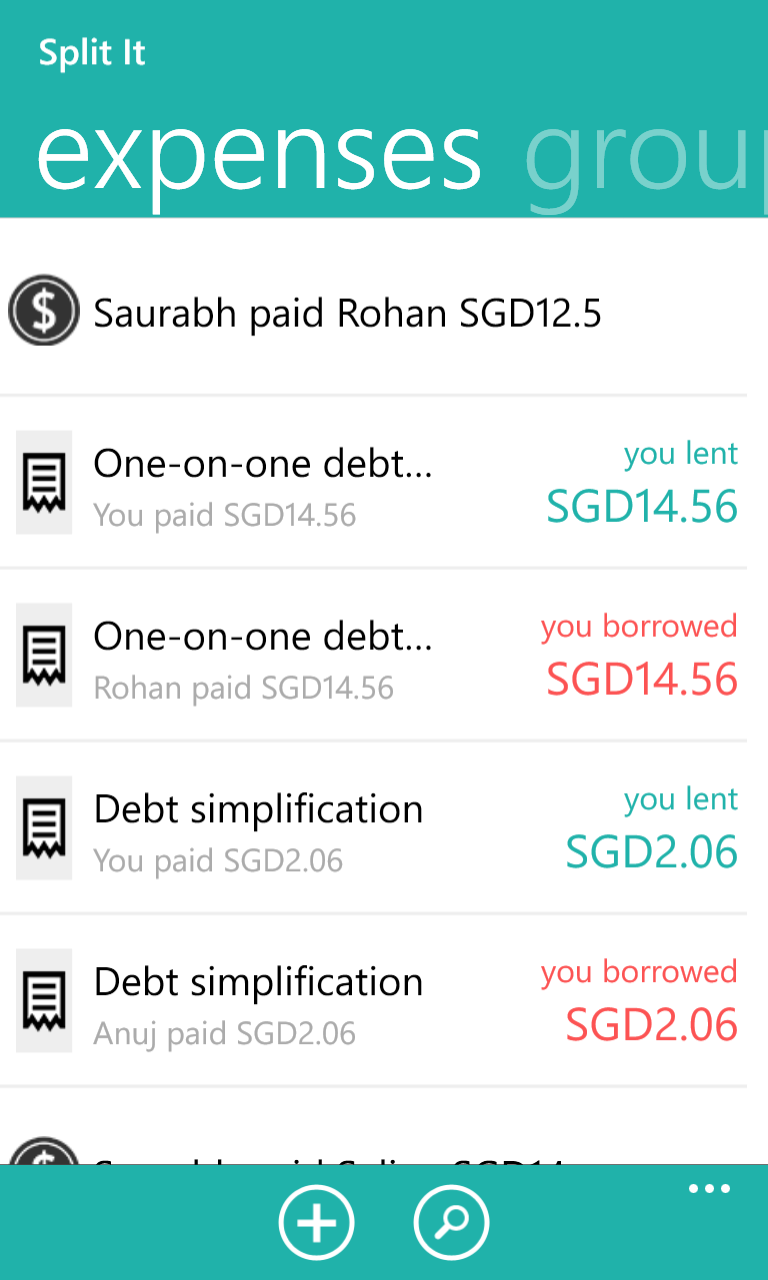 Split It
expenses group
Saurabh paid Rohan SGD12.5
One-on-one debt...
You paid SGD14.56
you lent
SGD14.56
One-on-one debt...
Rohan paid SGD14.56
you borrowed
SGD14.56
Debt simplification
You paid SGD2.06
you lent
SGD2.06
Debt simplification
Anuj paid SGD2.06
you borrowed
SGD2.06